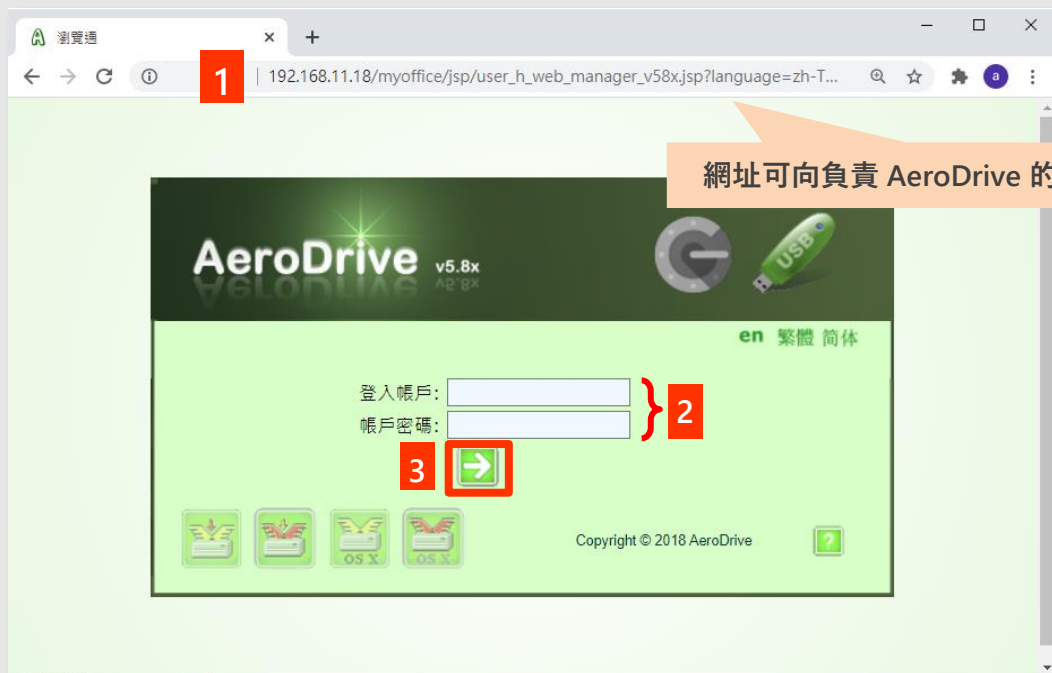 瀏覽通
1
192.168.11.18/myoffice/jsp/user_h_web_manager_v58x.jsp?language=zh-T...
a
網址可向負責 AeroDrive 的
AeroDrive v5.8x
USB
en 繁體 简体
登入帳戶:
帳戶密碼:
2
3
OS X
OS X
Copyright © 2018 AeroDrive
?